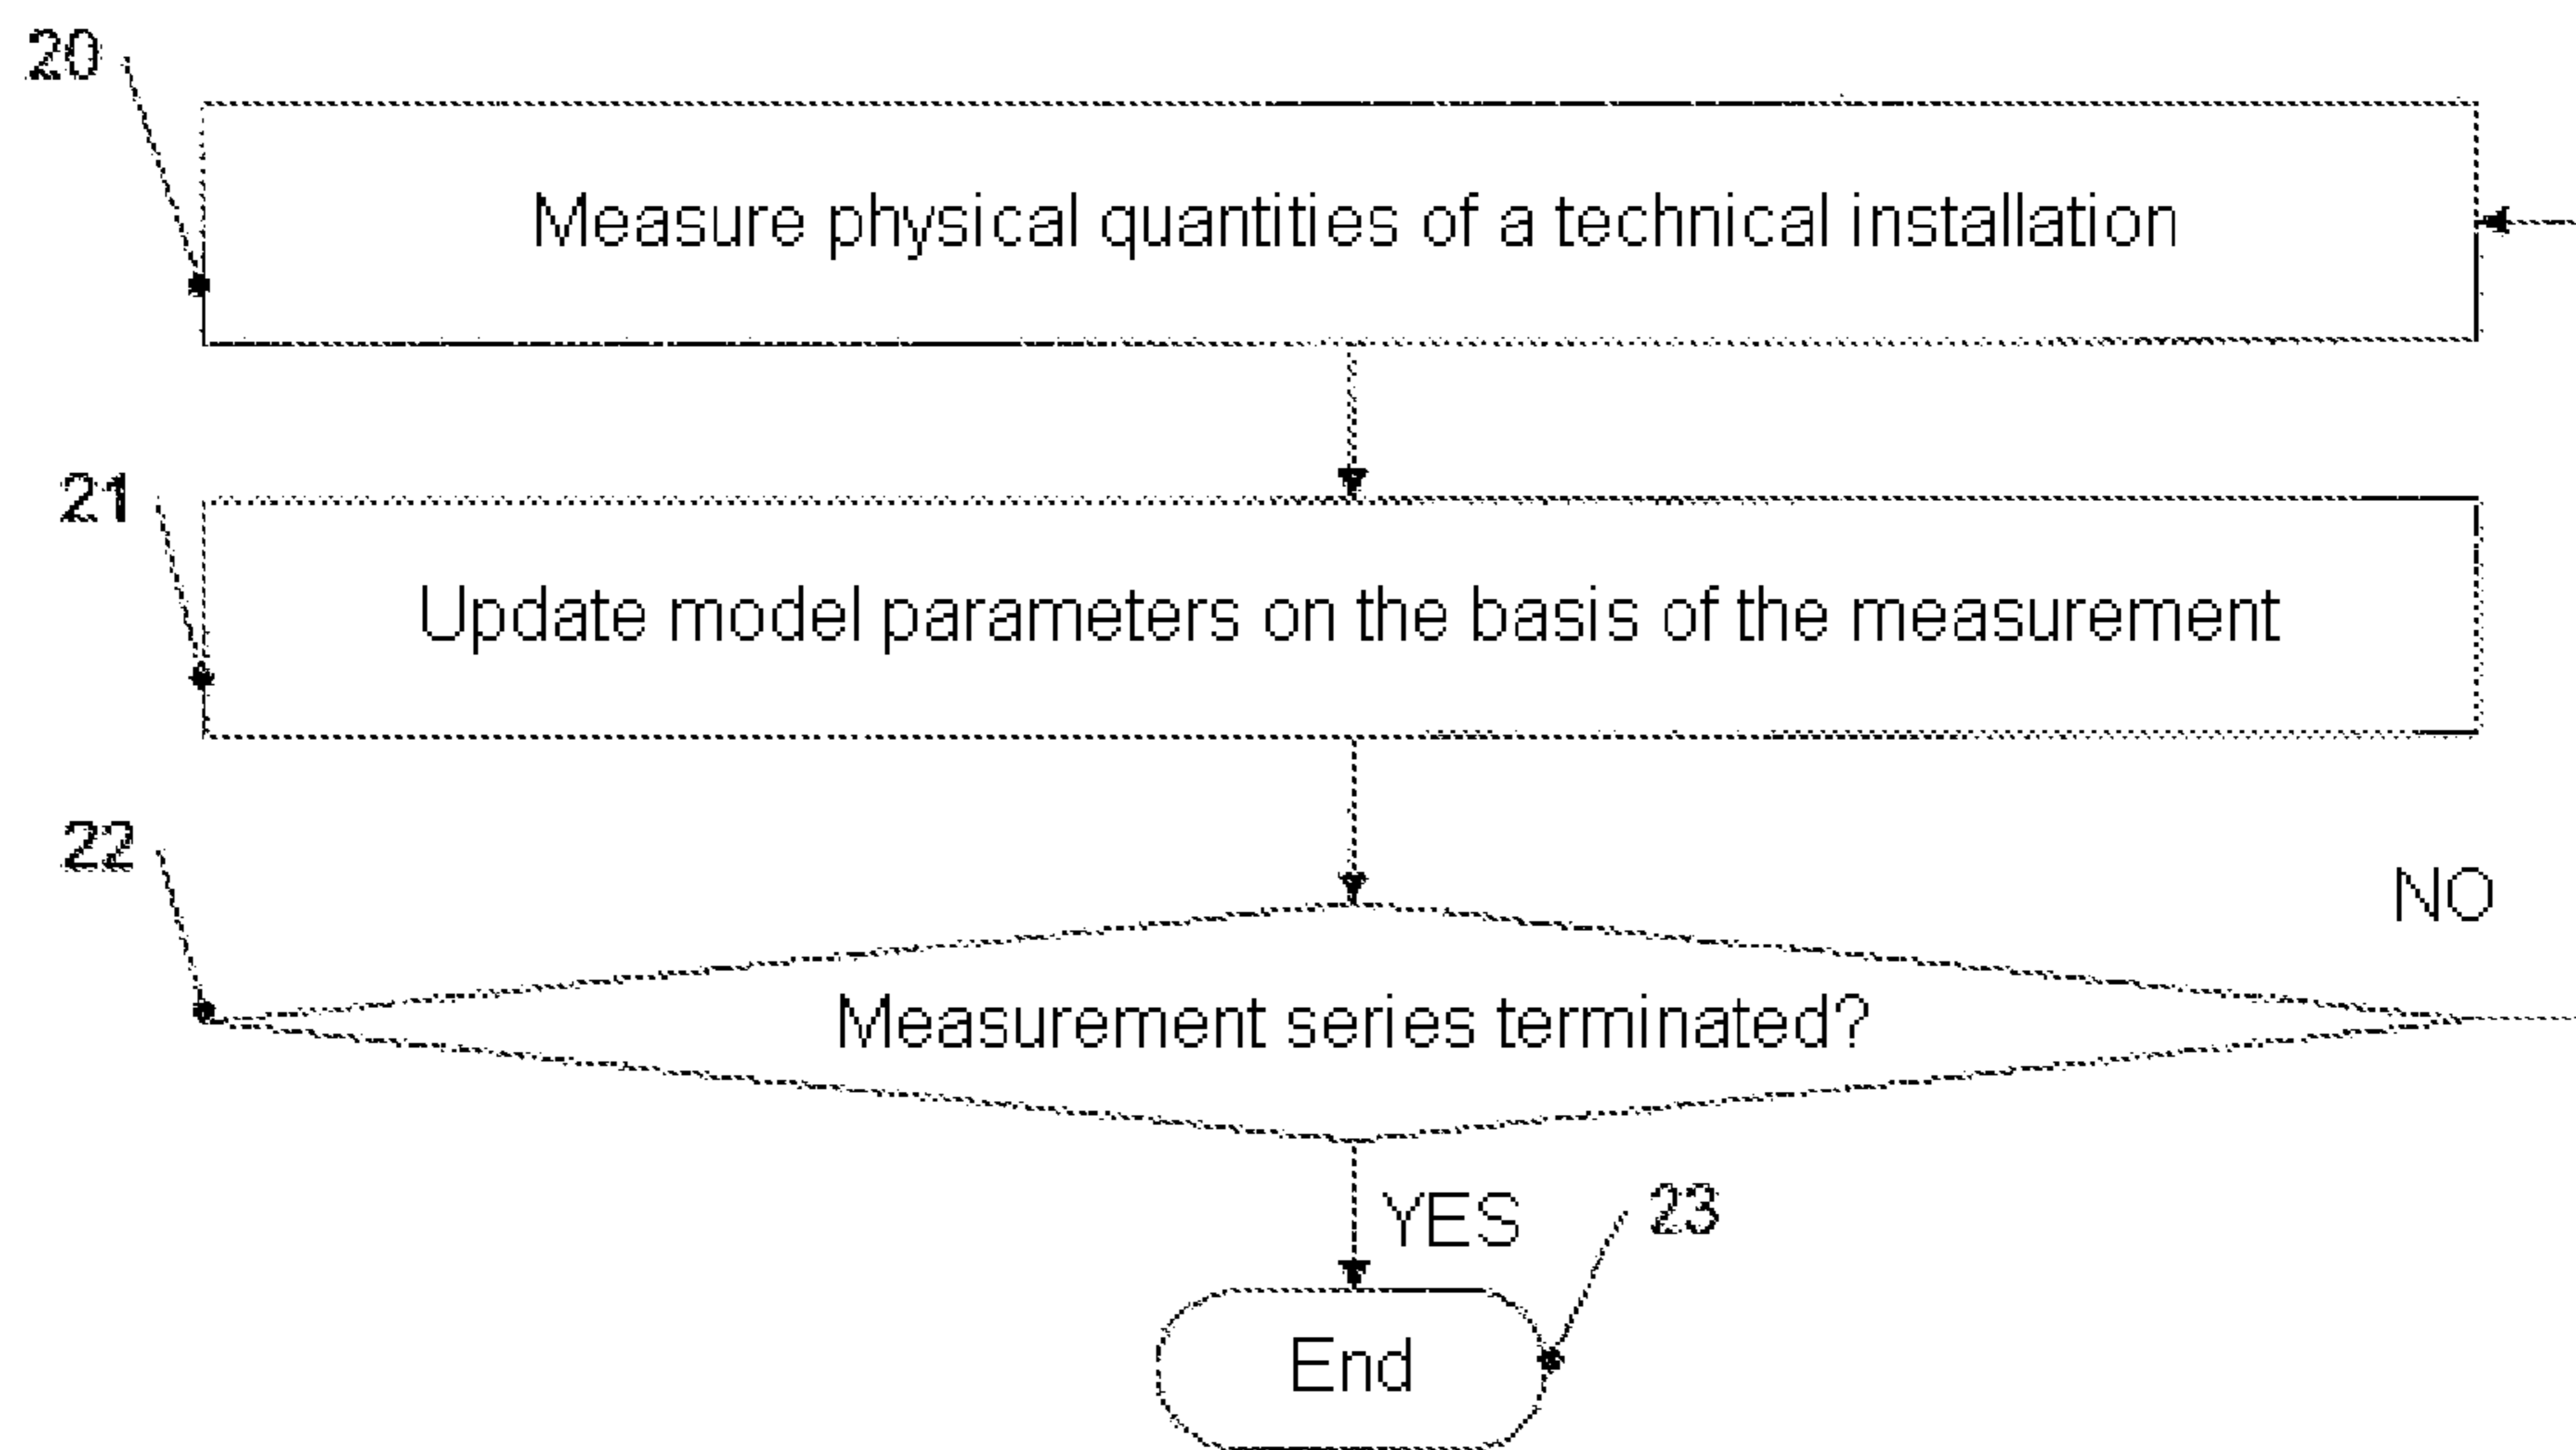 20
Measure physical quantities of a technical installation
21
Update model parameters on the basis of the measurement
22
NO
Measurement series terminated?
YES
23
End